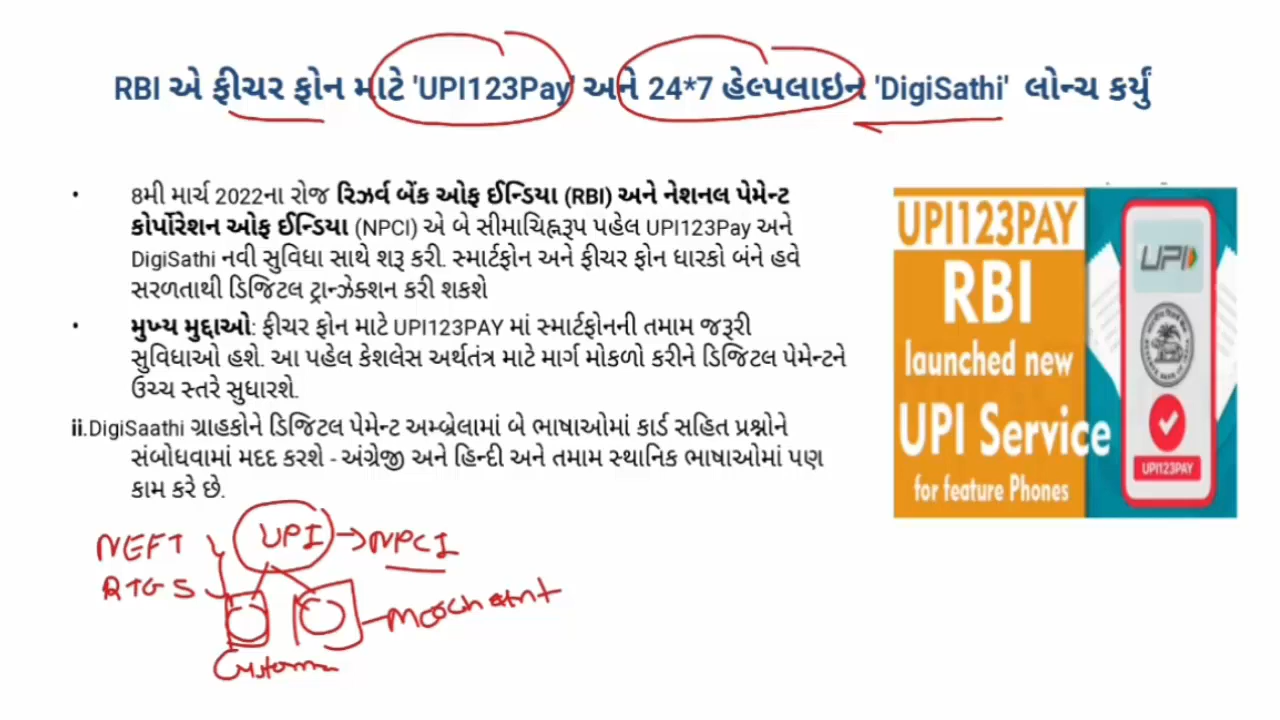 RBI એ ફીચર ફોન માટે 'UPI123Pay' અને 24*7 હેલ્પલાઇન 'DigiSathi' લોન્ચ કર્યું
• 8મી માર્ચ 2022ના રોજ રિઝર્વ બેંક ઓફ ઈન્ડિયા (RBI) અને નેશનલ પેમેન્ટ
કોર્પોરેશન ઓફ ઈન્ડિયા (NPCI) એ બે સીમાચિહ્નરૂપ પહેલ UPI123Pay અને
DigiSathi નવી સુવિધા સાથે શરૂ કરી. સ્માર્ટફોન અને ફીચર ફોન ધારકો બંને હવે
સરળતાથી ડિજિટલ ટ્રાન્ઝેક્શન કરી શકશે
• મુખ્ય મુદ્દાઓ: ફીચર ફોન માટે UPI123PAY માં સ્માર્ટફોનની તમામ જરૂરી
સુવિધાઓ હશે. આ પહેલ કેશલેસ અર્થતંત્ર માટે માર્ગ મોકળો કરીને ડિજિટલ પેમેન્ટને
ઉચ્ચ સ્તરે સુધારશે.
ii.DigiSaathi ગ્રાહકોને ડિજિટલ પેમેન્ટ અમ્બ્રેલામાં બે ભાષાઓમાં કાર્ડ સહિત પ્રશ્નોને
સંબોધવામાં મદદ કરશે - અંગ્રેજી અને હિન્દી અને તમામ સ્થાનિક ભાષાઓમાં પણ
કામ કરે છે.
UPI123PAY
RBI
launched new
UPI Service
for feature Phones
UPI
UPI123PAY
NEFT UPI NPCI
RTGS
Merchant
Customer